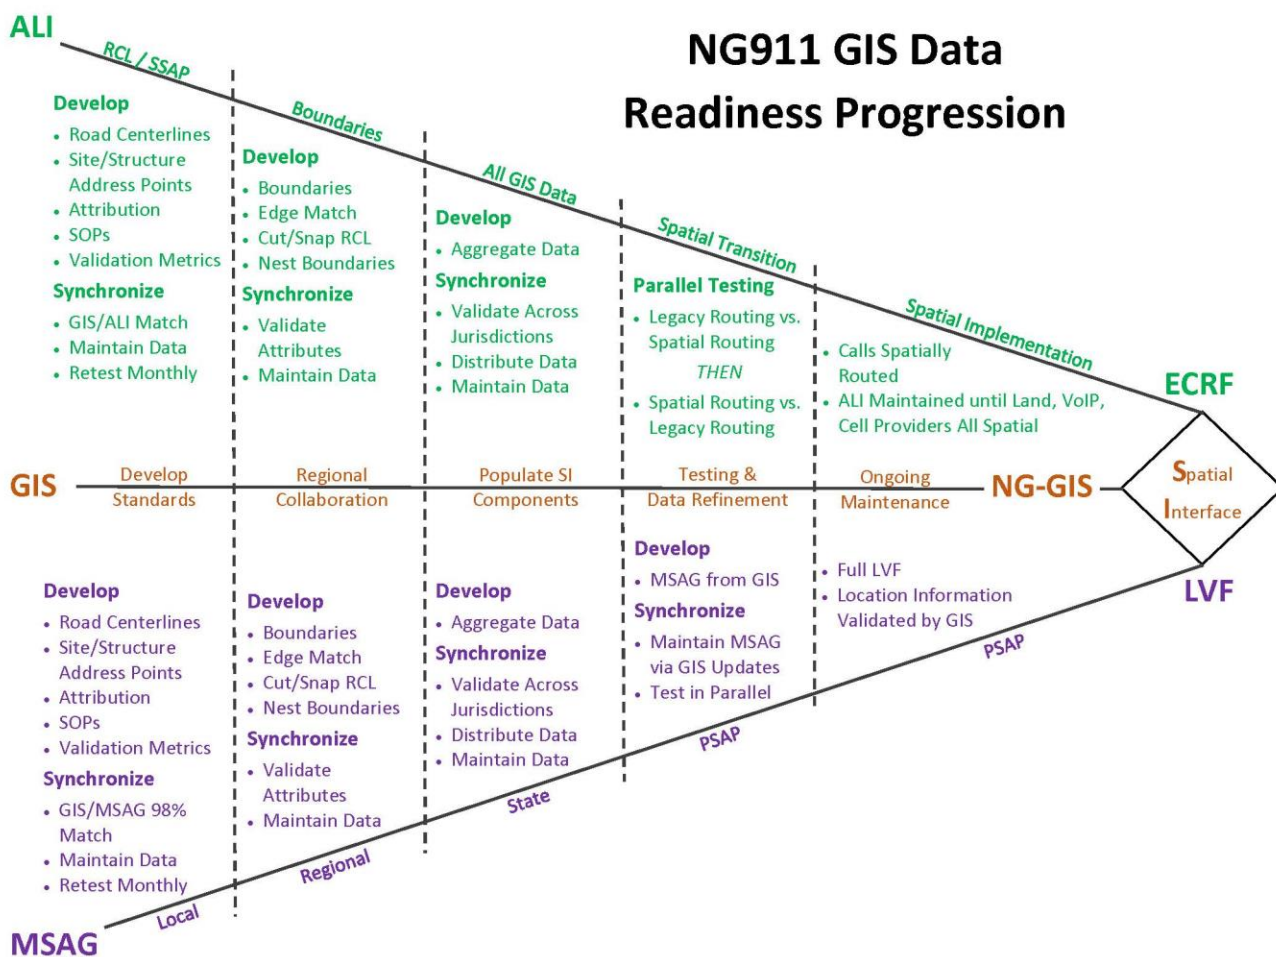 NG911 GIS Data
Readiness Progression
ALI
RCL / SSAP
Develop
• Road Centerlines
• Site/Structure
Address Points
• Attribution
• SOPs
• Validation Metrics
Synchronize
• GIS/ALI Match
• Maintain Data
• Retest Monthly
Boundaries
Develop
• Boundaries
• Edge Match
• Cut/Snap RCL
• Nest Boundaries
Synchronize
• Validate
Attributes
• Maintain Data
All GIS Data
Develop
• Aggregate Data
Synchronize
• Validate Across
Jurisdictions
• Distribute Data
• Maintain Data
Spatial Transition
Parallel Testing
• Legacy Routing vs.
Spatial Routing
THEN
• Spatial Routing vs.
Legacy Routing
Spatial Implementation
• Calls Spatially
Routed
• ALI Maintained until Land, VoIP,
Cell Providers All Spatial
ECRF
GIS
Develop
Standards
Regional
Collaboration
Populate SI
Components
Testing &
Data Refinement
Ongoing
Maintenance
NG-GIS
Spatial
Interface
Develop
• Road Centerlines
• Site/Structure
Address Points
• Attribution
• SOPs
• Validation Metrics
Synchronize
• GIS/MSAG 98%
Match
• Maintain Data
• Retest Monthly
Local
Develop
• Boundaries
• Edge Match
• Cut/Snap RCL
• Nest Boundaries
Synchronize
• Validate
Attributes
• Maintain Data
Regional
Develop
• Aggregate Data
Synchronize
• Validate Across
Jurisdictions
• Distribute Data
• Maintain Data
State
Develop
• MSAG from GIS
Synchronize
• Maintain MSAG
via GIS Updates
• Test in Parallel
PSAP
• Full LVF
• Location Information
Validated by GIS
PSAP
LVF
MSAG